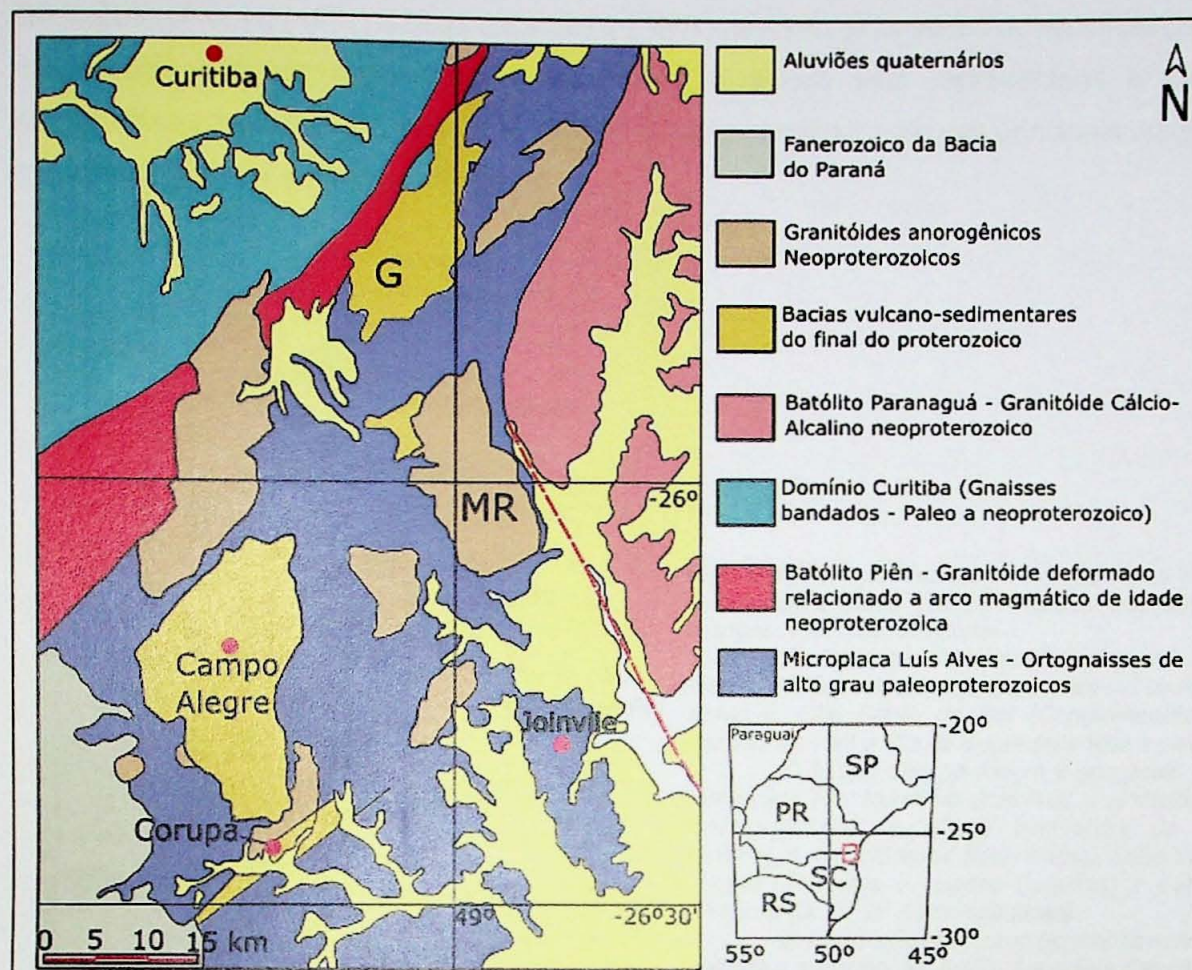 Curitiba
G
MR
-26º
Campo
Alegre
Joinvile
Corupa
49º
-26º30'
0 5 10 15 km
Aluviões quaternários
Fanerozoico da Bacia
do Paraná
Granitóides anorogênicos
Neoproterozoicos
Bacias vulcano-sedimentares
do final do proterozoico
Batólito Paranaguá - Granitóide Cálcio-
Alcalino neoproterozoico
Domínio Curitiba (Gnaisses
bandados - Paleo a neoproterozoico)
Batólito Piên - Granitóide deformado
relacionado a arco magmático de idade
neoproterozoica
Microplaca Luís Alves - Ortognaisses de
alto grau paleoproterozoicos
N
Paraguai
SP
PR
SC
RS
-20º
-25º
-30º
55º 50º 45º